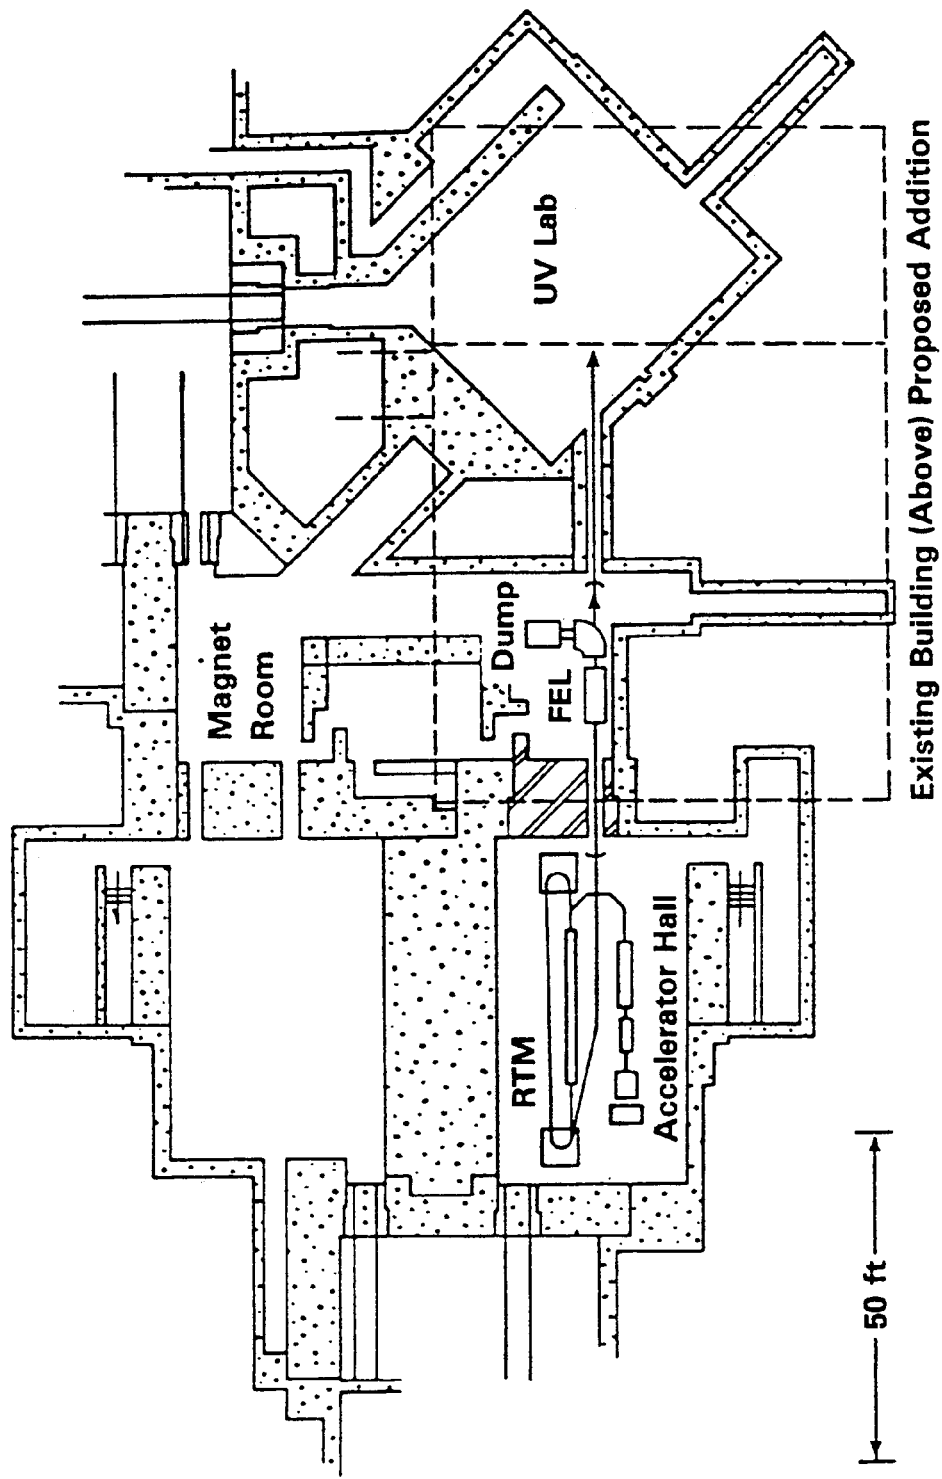 Magnet
Room
UV Lab
Dump
FEL
RTM
Accelerator Hall
50 ft
Existing Building (Above) Proposed Addition